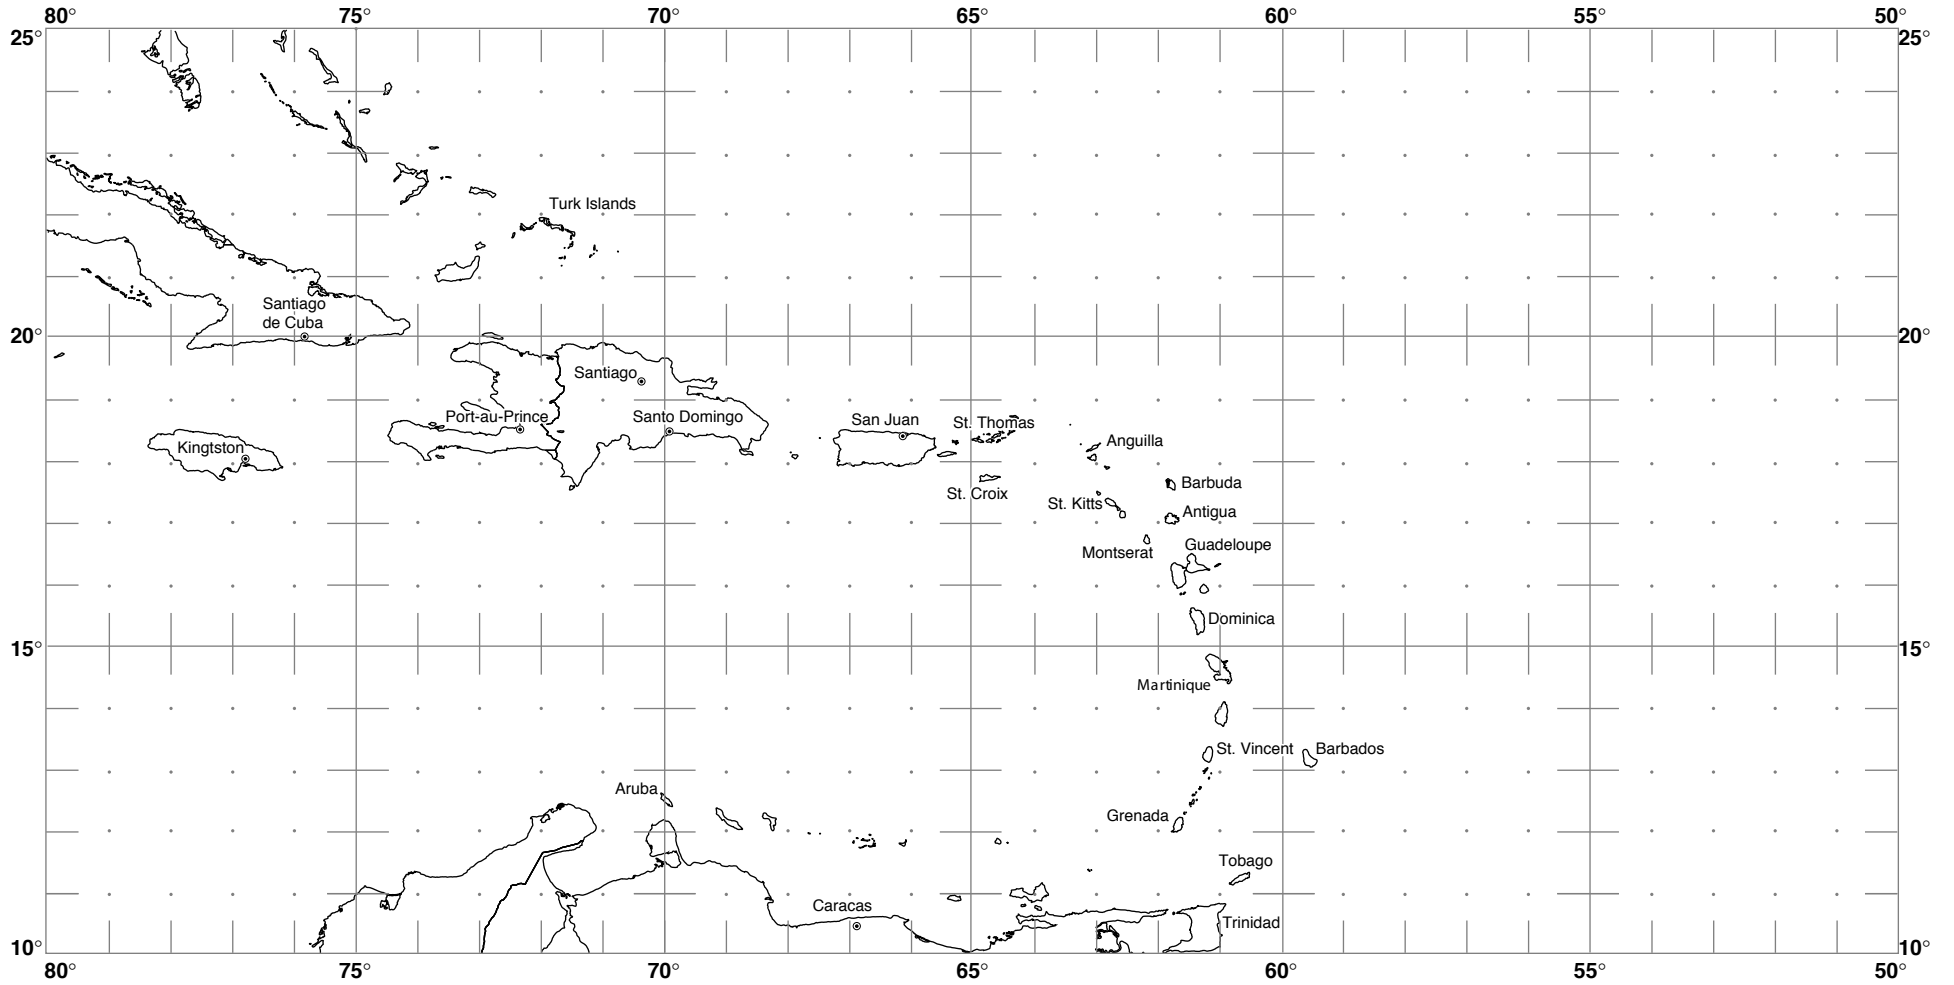 80° 75° 70° 65° 60° 55° 50°
25° 25°
Turk Islands
Santiago
de Cuba
20° 20°
Santiago
Port-au-Prince Santo Domingo San Juan St. Thomas
Kingtston Anguilla
St. Croix St. Kitts Barbuda
Antigua
Montserat Guadeloupe
Dominica
15° 15°
Martinique
St. Vincent Barbados
Aruba
Grenada
Tobago
Caracas
Trinidad
10° 10°
80° 75° 70° 65° 60° 55° 50°